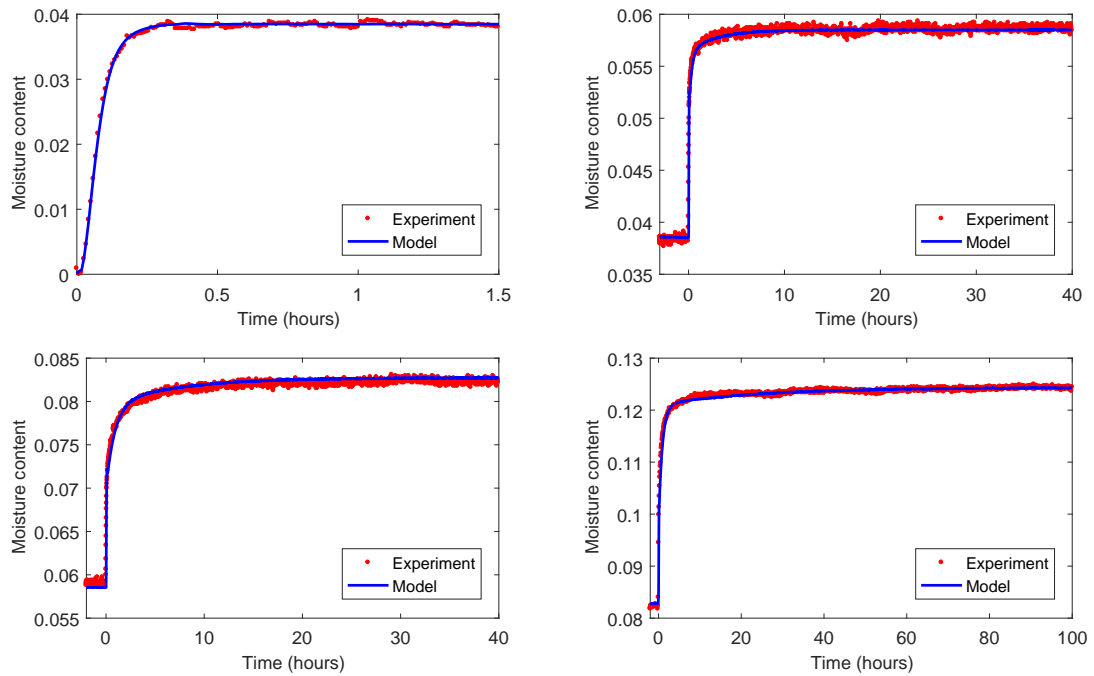 0.04
0.03
0.02
0.01
0
Moisture content
0
0.5
1
1.5
Time (hours)
Experiment
Model
0.06
0.055
0.05
0.045
0.04
0.035
Moisture content
0
10
20
30
40
Time (hours)
Experiment
Model
0.085
0.08
0.075
0.07
0.065
0.06
0.055
Moisture content
0
10
20
30
40
Time (hours)
Experiment
Model
0.13
0.12
0.11
0.1
0.09
0.08
Moisture content
0
20
40
60
80
100
Time (hours)
Experiment
Model